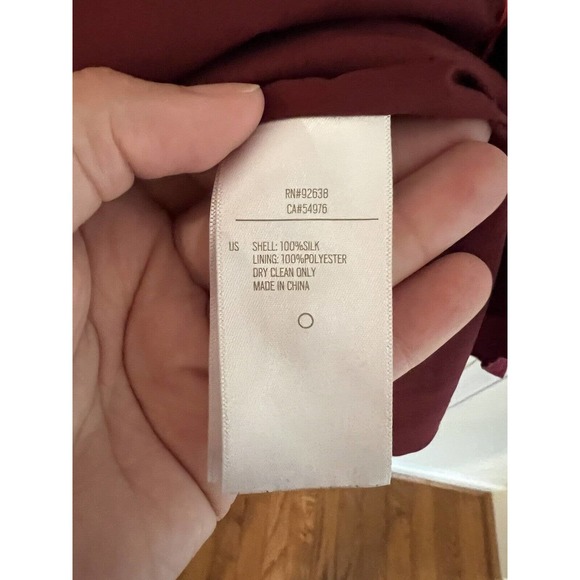 RN#92638
CA#54976
US SHELL: 100%SILK
LINING: 100%POLYESTER
DRY CLEAN ONLY
MADE IN CHINA